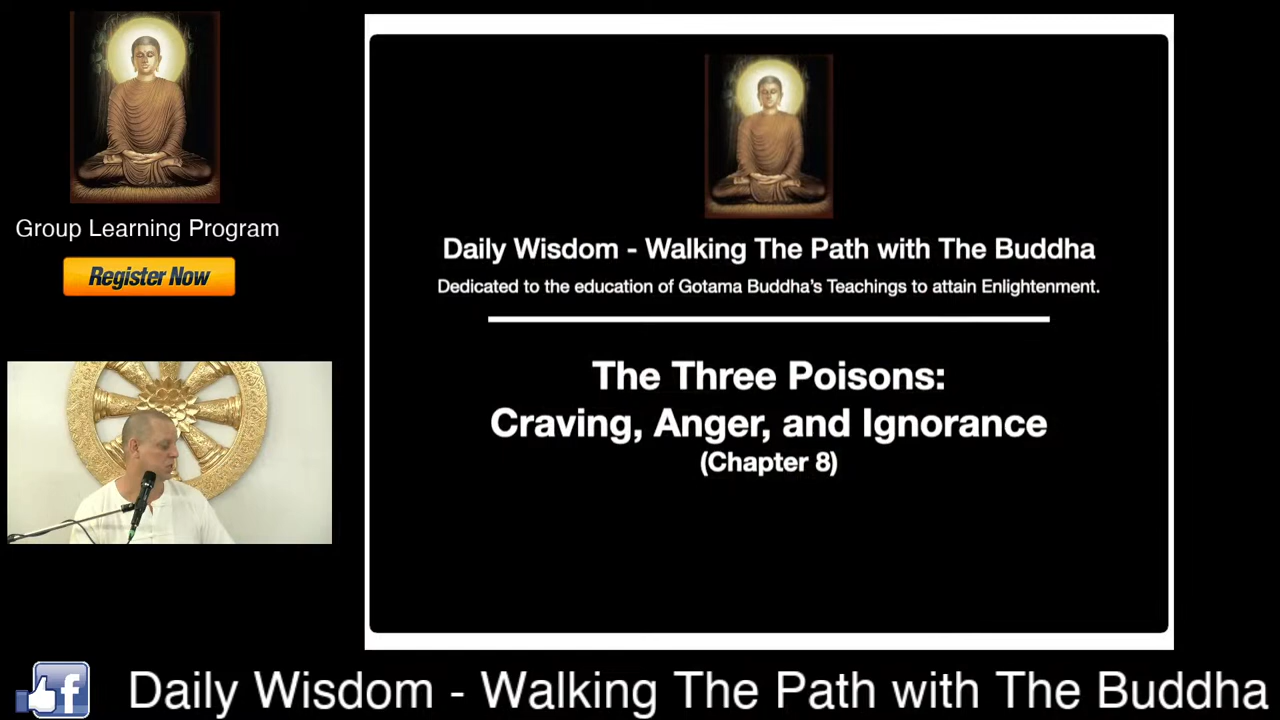 Group Learning Program
Register Now
Daily Wisdom - Walking The Path with The Buddha
Dedicated to the education of Gotama Buddha's Teachings to attain Enlightenment.
The Three Poisons:
Craving, Anger, and Ignorance
(Chapter 8)
f
Daily Wisdom - Walking The Path with The Buddha